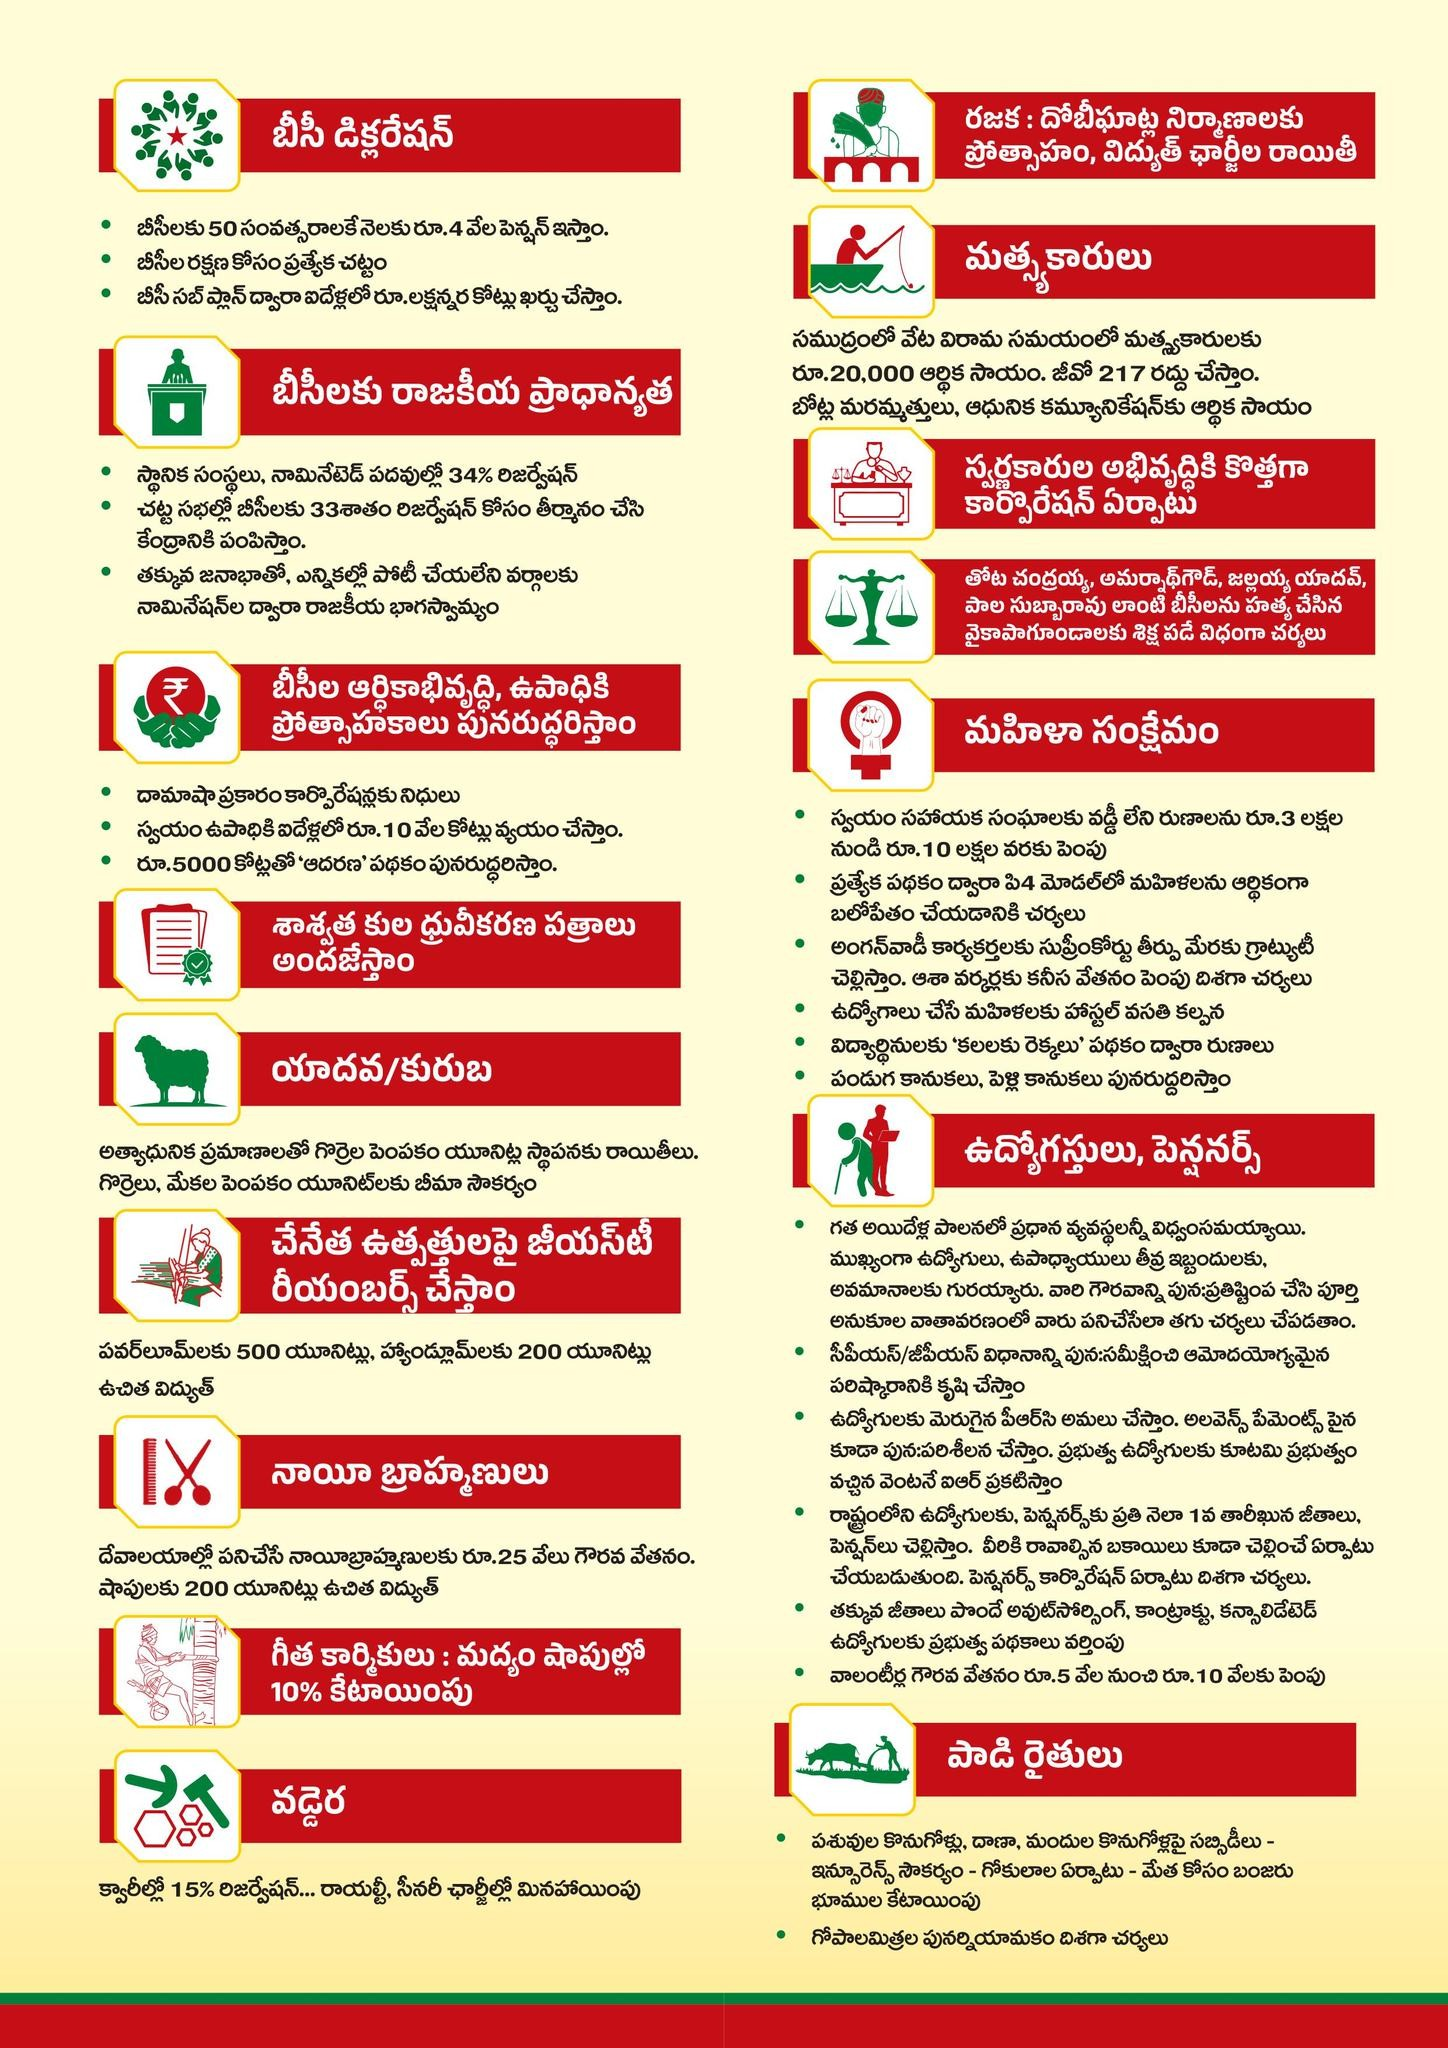 బీసీ డిక్లరేషన్
బీసీలకు 50 సంవత్సరాలకే నెలకు రూ.4 వేల పెన్షన్ ఇస్తాం.
బీసీల రక్షణ కోసం ప్రత్యేక చట్టం
బీసీ సబ్ ప్లాన్ ద్వారా ఐదేళ్లలో రూ.లక్షన్నర కోట్లు ఖర్చు చేస్తాం.
బీసీలకు రాజకీయ ప్రాధాన్యత
స్థానిక సంస్థలు, నామినేటెడ్ పదవుల్లో 34% రిజర్వేషన్
చట్ట సభల్లో బీసీలకు 33శాతం రిజర్వేషన్ కోసం తీర్మానం చేసి
కేంద్రానికి పంపిస్తాం.
తక్కువ జనాభాతో, ఎన్నికల్లో పోటీ చేయలేని వర్గాలకు
నామినేషన్‌ల ద్వారా రాజకీయ భాగస్వామ్యం
బీసీల ఆర్ధికాభివృద్ధి, ఉపాధికి
ప్రోత్సాహకాలు పునరుద్ధరిస్తాం
దామాషా ప్రకారం కార్పొరేషన్లకు నిధులు
స్వయం ఉపాధికి ఐదేళ్లలో రూ.10 వేల కోట్లు వ్యయం చేస్తాం.
రూ.5000 కోట్లతో ‘ఆదరణ’ పథకం పునరుద్ధరిస్తాం.
శాశ్వత కుల ధ్రువీకరణ పత్రాలు
అందజేస్తాం
యాదవ/కురుబ
అత్యాధునిక ప్రమాణాలతో గొర్రెల పెంపకం యూనిట్ల స్థాపనకు రాయితీలు.
గొర్రెలు, మేకల పెంపకం యూనిట్‌లకు బీమా సౌకర్యం
చేనేత ఉత్పత్తులపై జీయస్‌టీ
రీయంబర్స్ చేస్తాం
పవర్‌లూమ్‌లకు 500 యూనిట్లు, హ్యాండ్లూమ్‌లకు 200 యూనిట్లు
ఉచిత విద్యుత్
నాయీ బ్రాహ్మణులు
దేవాలయాల్లో పనిచేసే నాయీబ్రాహ్మణులకు రూ.25 వేలు గౌరవ వేతనం.
షాపులకు 200 యూనిట్లు ఉచిత విద్యుత్
గీత కార్మికులు : మద్యం షాపుల్లో
10% కేటాయింపు
వడ్డెర
క్వారీల్లో 15% రిజర్వేషన్... రాయల్టీ, సీనరీ ఛార్జీల్లో మినహాయింపు
రజక : దోబీఘాట్ల నిర్మాణాలకు
ప్రోత్సాహం, విద్యుత్ ఛార్జీల రాయితీ
మత్స్యకారులు
సముద్రంలో వేట విరామ సమయంలో మత్స్యకారులకు
రూ.20,000 ఆర్థిక సాయం. జీవో 217 రద్దు చేస్తాం.
బోట్ల మరమ్మత్తులు, ఆధునిక కమ్యూనికేషన్‌కు ఆర్థిక సాయం
స్వర్ణకారుల అభివృద్ధికి కొత్తగా
కార్పొరేషన్ ఏర్పాటు
తోట చంద్రయ్య, అమర్నాథ్‌గౌడ్, జల్లయ్య యాదవ్,
పాల సుబ్బారావు లాంటి బీసీలను హత్య చేసిన
వైకాపాగూండాలకు శిక్ష పడే విధంగా చర్యలు
మహిళా సంక్షేమం
స్వయం సహాయక సంఘాలకు వడ్డీ లేని రుణాలను రూ.3 లక్షల
నుండి రూ.10 లక్షల వరకు పెంపు
ప్రత్యేక పథకం ద్వారా పి4 మోడల్‌లో మహిళలను ఆర్థికంగా
బలోపేతం చేయడానికి చర్యలు
అంగన్‌వాడీ కార్యకర్తలకు సుప్రీంకోర్టు తీర్పు మేరకు గ్రాట్యుటీ
చెల్లిస్తాం. ఆశా వర్కర్లకు కనీస వేతనం పెంపు దిశగా చర్యలు
ఉద్యోగాలు చేసే మహిళలకు హాస్టల్ వసతి కల్పన
విద్యార్థినులకు ‘కలలకు రెక్కలు’ పథకం ద్వారా రుణాలు
పండుగ కానుకలు, పెళ్లి కానుకలు పునరుద్దరిస్తాం
ఉద్యోగస్తులు, పెన్షనర్స్
గత అయిదేళ్ల పాలనలో ప్రధాన వ్యవస్థలన్నీ విధ్వంసమయ్యాయి.
ముఖ్యంగా ఉద్యోగులు, ఉపాధ్యాయులు తీవ్ర ఇబ్బందులకు,
అవమానాలకు గురయ్యారు. వారి గౌరవాన్ని పున:ప్రతిష్టింప చేసి పూర్తి
అనుకూల వాతావరణంలో వారు పనిచేసేలా తగు చర్యలు చేపడతాం.
సీపీయస్/జీపీయస్ విధానాన్ని పున:సమీక్షించి ఆమోదయోగ్యమైన
పరిష్కారానికి కృషి చేస్తాం
ఉద్యోగులకు మెరుగైన పీఆర్‌సి అమలు చేస్తాం. అలవెన్స్ పేమెంట్స్ పైన
కూడా పున:పరిశీలన చేస్తాం. ప్రభుత్వ ఉద్యోగులకు కూటమి ప్రభుత్వం
వచ్చిన వెంటనే ఐఆర్ ప్రకటిస్తాం
రాష్ట్రంలోని ఉద్యోగులకు, పెన్షనర్స్‌కు ప్రతి నెలా 1వ తారీఖున జీతాలు,
పెన్షన్‌లు చెల్లిస్తాం. వీరికి రావాల్సిన బకాయిలు కూడా చెల్లించే ఏర్పాటు
చేయబడుతుంది. పెన్షనర్స్ కార్పొరేషన్ ఏర్పాటు దిశగా చర్యలు.
తక్కువ జీతాలు పొందే అవుట్‌సోర్సింగ్, కాంట్రాక్టు, కన్సాలిడేటెడ్
ఉద్యోగులకు ప్రభుత్వ పథకాలు వర్తింపు
వాలంటీర్ల గౌరవ వేతనం రూ.5 వేల నుంచి రూ.10 వేలకు పెంపు
పాడి రైతులు
పశువుల కొనుగోళ్లు, దాణా, మందుల కొనుగోళ్లపై సబ్సిడీలు -
ఇన్సూరెన్స్ సౌకర్యం - గోకులాల ఏర్పాటు - మేత కోసం బంజరు
భూముల కేటాయింపు
గోపాలమిత్రల పునర్నియామకం దిశగా చర్యలు